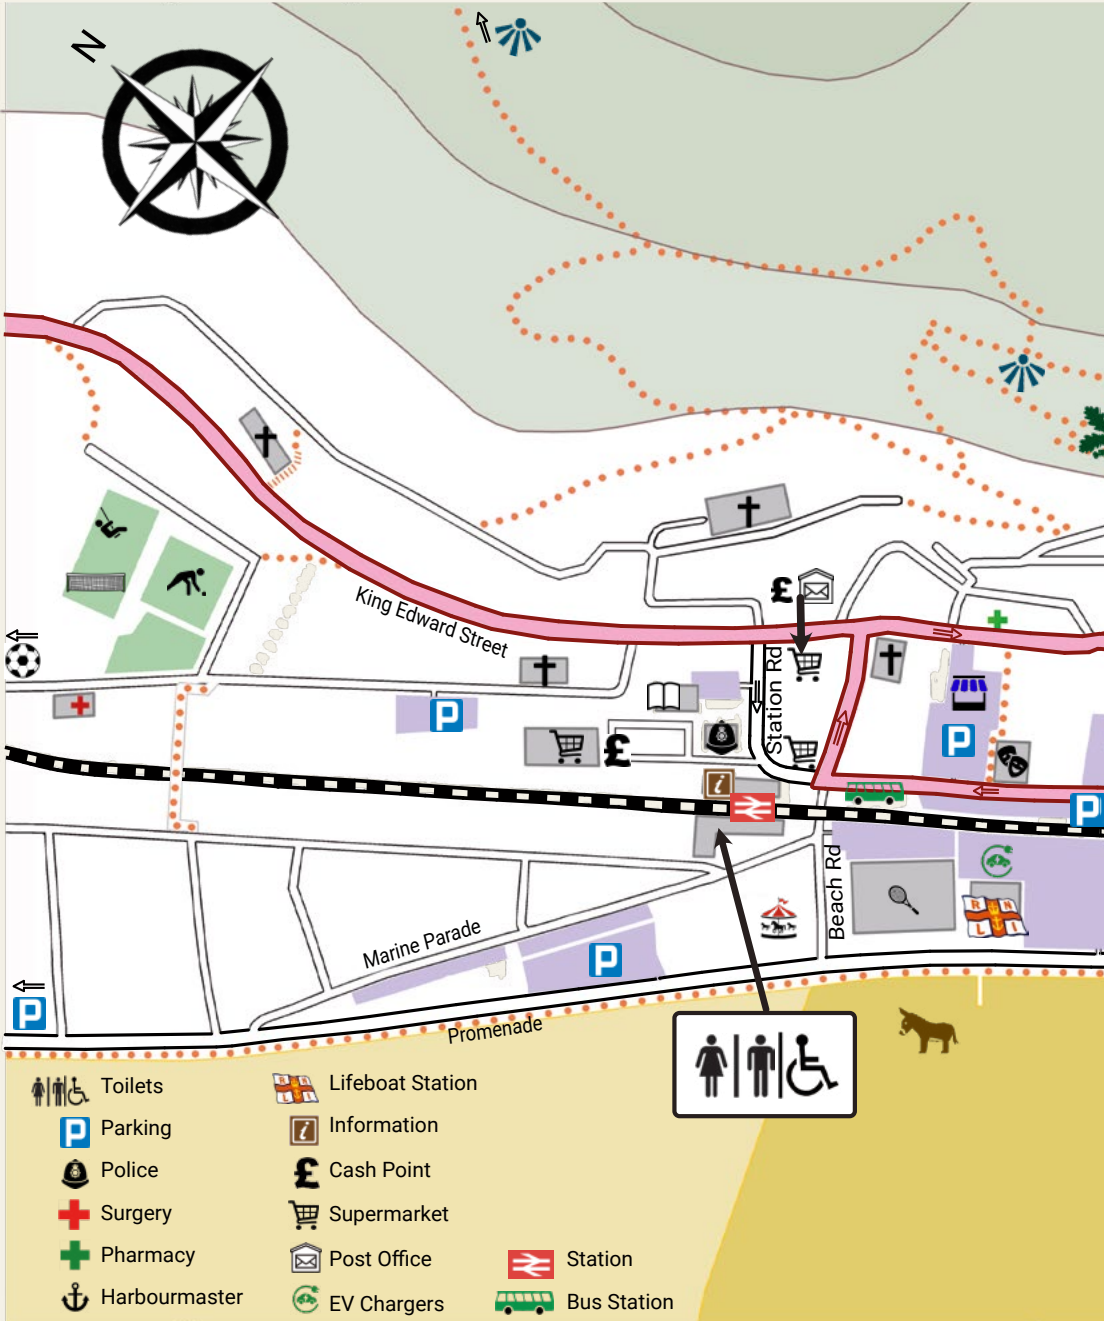 N
King Edward Street
£
Station Rd
P
£
P
i
P
Beach Rd
R N
L I
Marine Parade
P
P
Promenade
Toilets
Parking
Police
Surgery
Pharmacy
Harbourmaster
Lifeboat Station
Information
Cash Point
Supermarket
Post Office
EV Chargers
Station
Bus Station